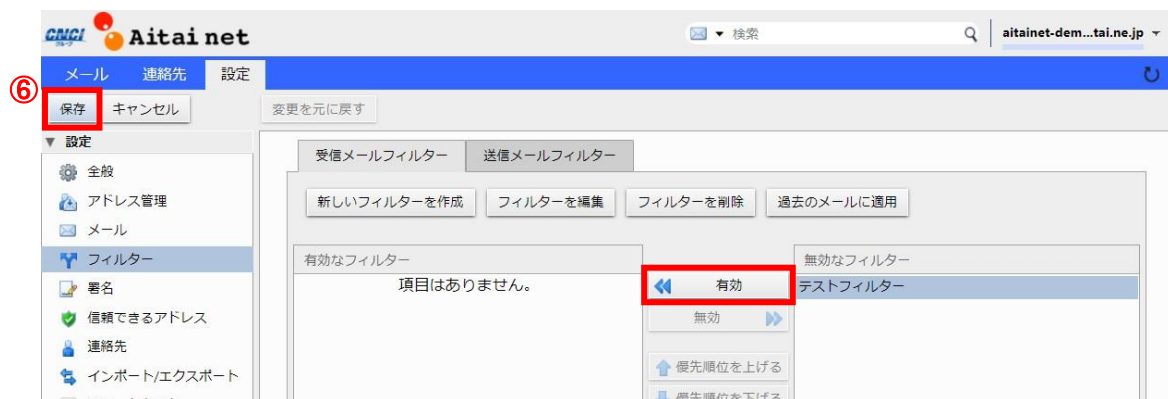 CNCI グループ Aitai net
検索
aitainet-dem...tai.ne.jp
メール 連絡先 設定
⑥
保存 キャンセル 変更を元に戻す
設定
全般
アドレス管理
メール
フィルター
署名
信頼できるアドレス
連絡先
インポート/エクスポート
受信メールフィルター 送信メールフィルター
新しいフィルターを作成 フィルターを編集 フィルターを削除 過去のメールに適用
有効なフィルター
項目はありません。
有効
無効
優先順位を上げる
優先順位を下げる
無効なフィルター
テストフィルター